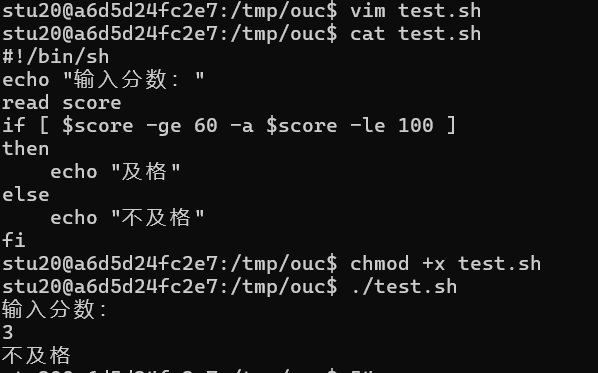 stu20@a6d5d24fc2e7:/tmp/ouc$ vim test.sh
stu20@a6d5d24fc2e7:/tmp/ouc$ cat test.sh
#!/bin/sh
echo "输入分数: "
read score
if [ $score -ge 60 -a $score -le 100 ]
then
    echo "及格"
else
    echo "不及格"
fi
stu20@a6d5d24fc2e7:/tmp/ouc$ chmod +x test.sh
stu20@a6d5d24fc2e7:/tmp/ouc$ ./test.sh
输入分数:
3
不及格